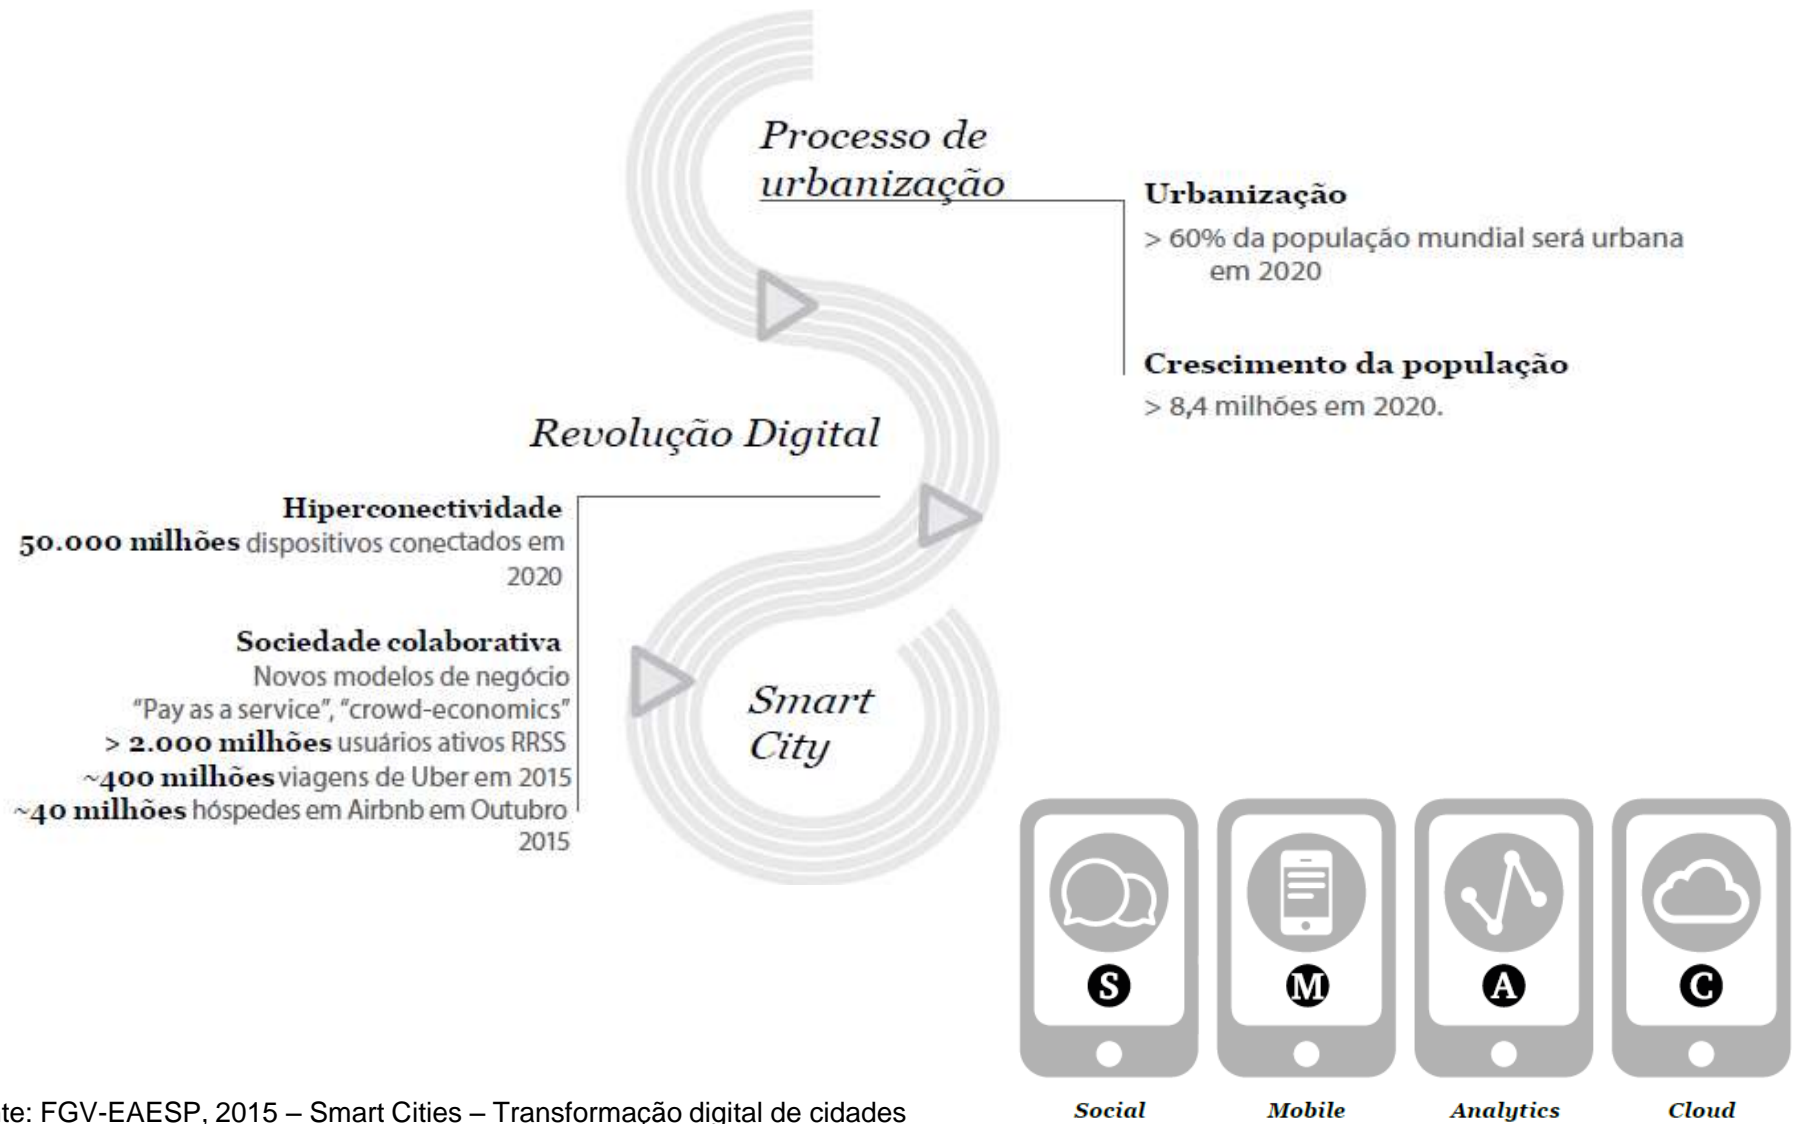 Processo de
urbanização
Urbanização
> 60% da população mundial será urbana
em 2020
Crescimento da população
> 8,4 milhões em 2020.
Revolução Digital
Hiperconectividade
50.000 milhões dispositivos conectados em
2020
Sociedade colaborativa
Novos modelos de negócio
“Pay as a service”, “crowd-economics”
> 2.000 milhões usuários ativos RRSS
~400 milhões viagens de Uber em 2015
~40 milhões hóspedes em Airbnb em Outubro
2015
Smart
City
S M A C
Social Mobile Analytics Cloud
te: FGV-EAESP, 2015 – Smart Cities – Transformação digital de cidades